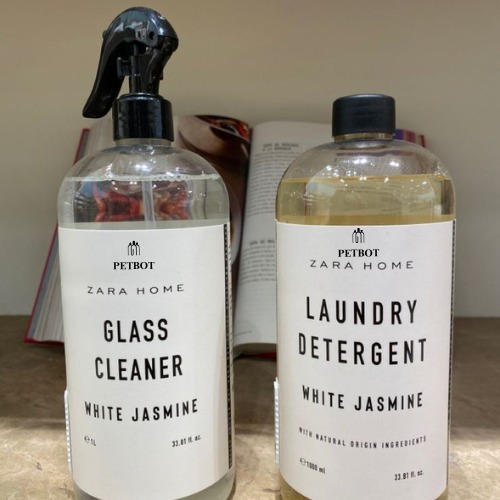 PETBOT
ZARA HOME
GLASS
CLEANER
WHITE JASMINE
℮ 1L 33.81 fl. oz.
PETBOT
ZARA HOME
LAUNDRY
DETERGENT
WHITE JASMINE
WITH NATURAL ORIGIN INGREDIENTS
℮ 1000 ml 33.81 fl. oz.